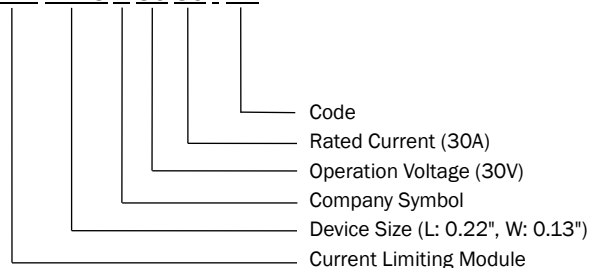 Code
Rated Current (30A)
Operation Voltage (30V)
Company Symbol
Device Size (L: 0.22", W: 0.13")
Current Limiting Module